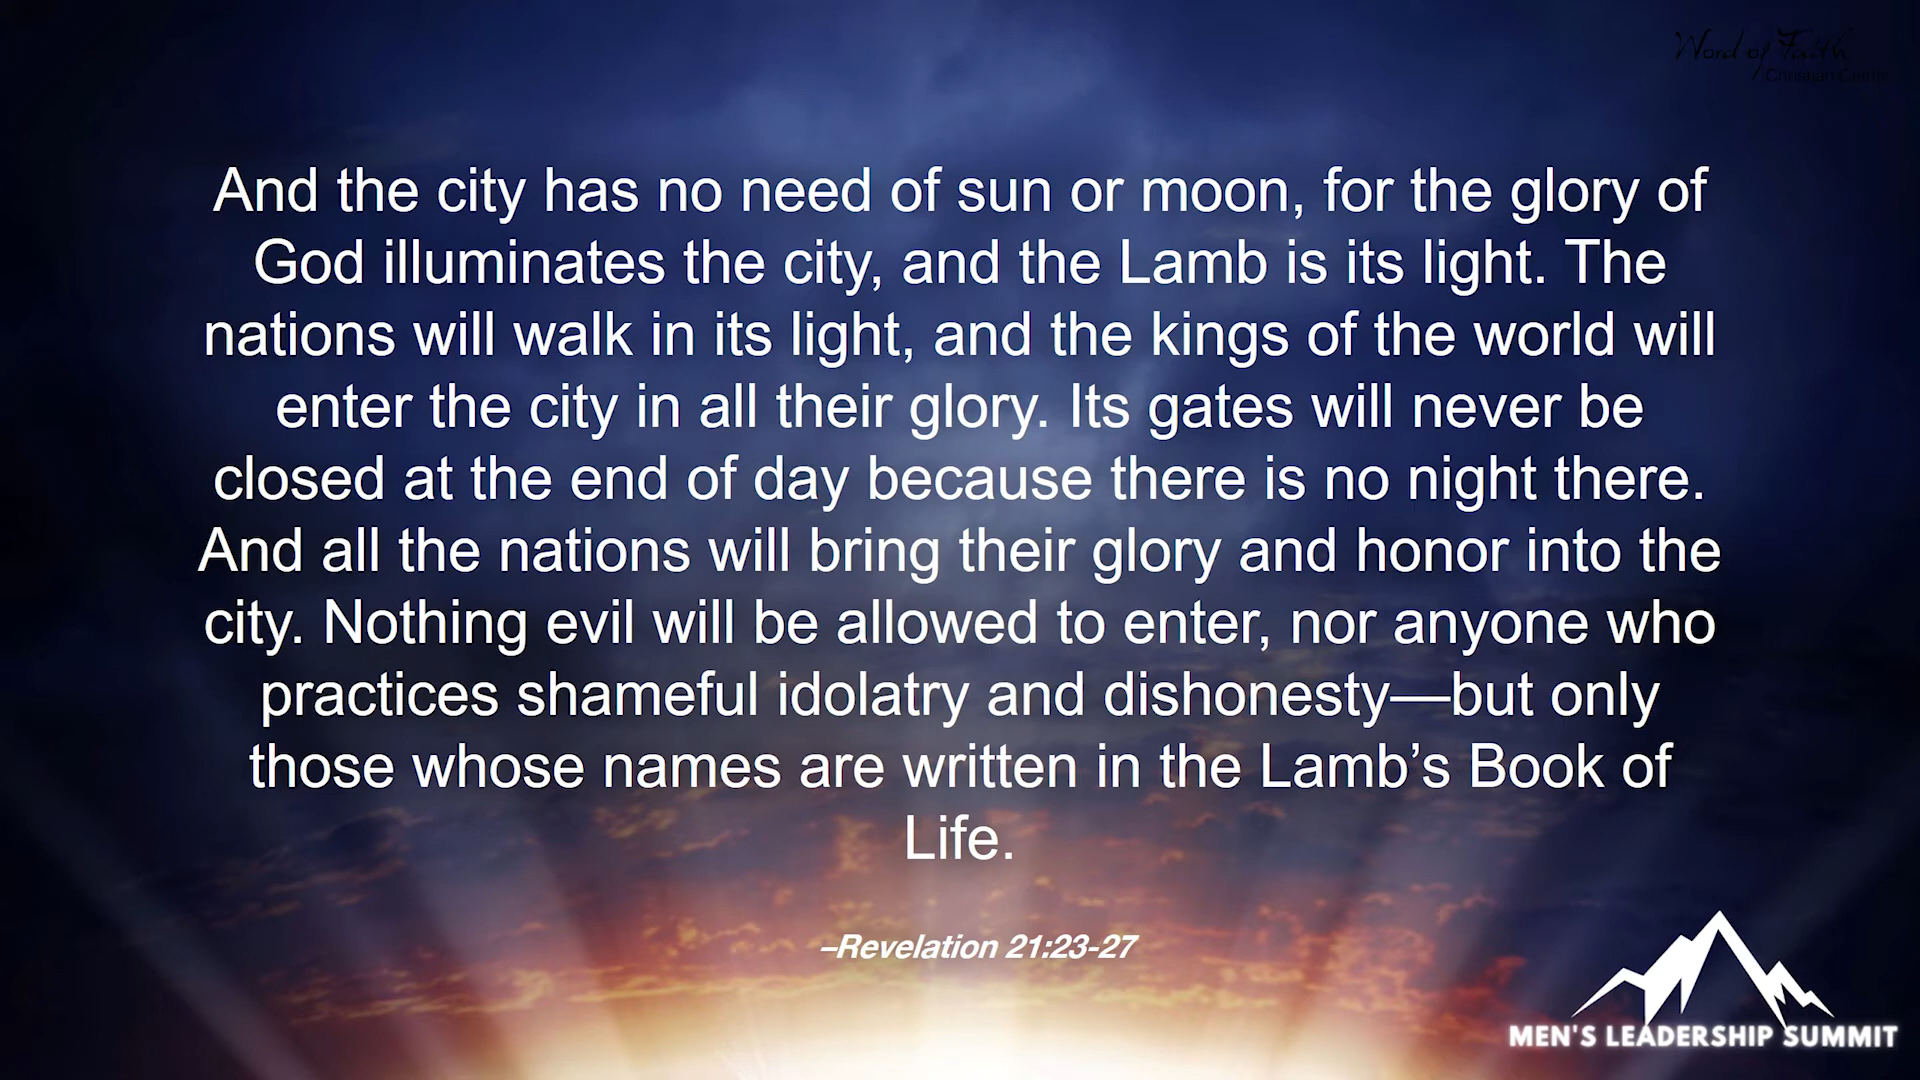 Word of Faith
Christian Center
And the city has no need of sun or moon, for the glory of
God illuminates the city, and the Lamb is its light. The
nations will walk in its light, and the kings of the world will
enter the city in all their glory. Its gates will never be
closed at the end of day because there is no night there.
And all the nations will bring their glory and honor into the
city. Nothing evil will be allowed to enter, nor anyone who
practices shameful idolatry and dishonesty—but only
those whose names are written in the Lamb’s Book of
Life.
–Revelation 21:23-27
MEN'S LEADERSHIP SUMMIT